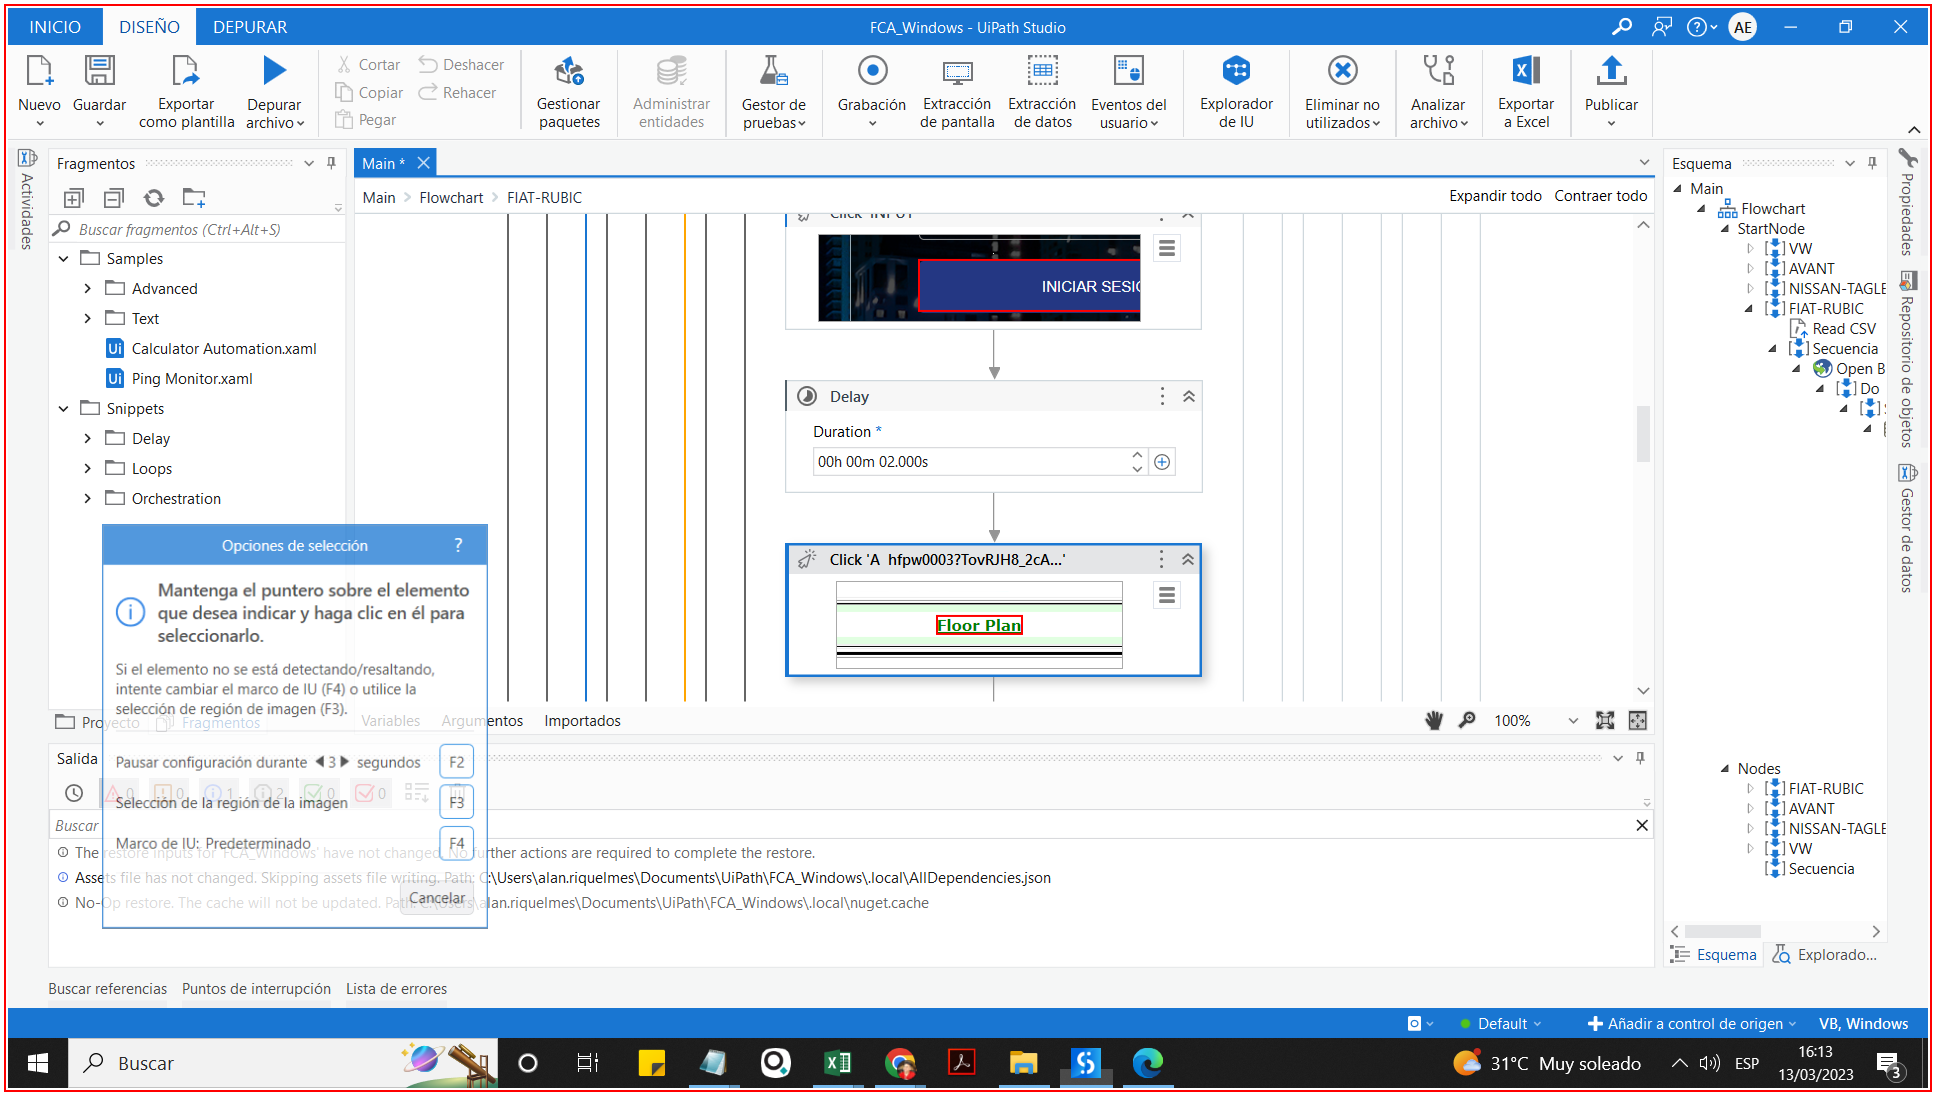 INICIO
DISEÑO
DEPURAR
FCA_Windows - UiPath Studio
AE
Nuevo
Guardar
Exportar
como plantilla
Depurar
archivo
Cortar
Copiar
Pegar
Deshacer
Rehacer
Gestionar
paquetes
Administrar
entidades
Gestor de
pruebas
Grabación
Extracción
de pantalla
Extracción
de datos
Eventos del
usuario
Explorador
de IU
Eliminar no
utilizados
Analizar
archivo
Exportar
a Excel
Publicar
Actividades
Fragmentos
Buscar fragmentos (Ctrl+Alt+S)
Samples
Advanced
Text
Calculator Automation.xaml
Ping Monitor.xaml
Snippets
Delay
Loops
Orchestration
Proyecto
Fragmentos
Main *
Main > Flowchart > FIAT-RUBIC
Expandir todo
Contraer todo
Click 'INPUT'
INICIAR SESIC
Delay
Duration *
00h 00m 02.000s
Click 'A hfpw0003?TovRJH8_2cA...'
Floor Plan
Variables
Argumentos
Importados
100%
Opciones de selección
?
Mantenga el puntero sobre el elemento
que desea indicar y haga clic en él para
seleccionarlo.
Si el elemento no se está detectando/resaltando,
intente cambiar el marco de IU (F4) o utilice la
selección de región de imagen (F3).
Pausar configuración durante 3 segundos
F2
Selección de la región de la imagen
F3
Marco de IU: Predeterminado
F4
Cancelar
Salida
0
0
1
2
0
0
Buscar
The restore inputs for 'FCA_Windows' have not changed. No further actions are required to complete the restore.
Assets file has not changed. Skipping assets file writing. Path: C:\Users\alan.riquelmes\Documents\UiPath\FCA_Windows\.local\AllDependencies.json
No-Op restore. The cache will not be updated. Path: C:\Users\alan.riquelmes\Documents\UiPath\FCA_Windows\.local\nuget.cache
Buscar referencias
Puntos de interrupción
Lista de errores
Esquema
Main
Flowchart
StartNode
VW
AVANT
NISSAN-TAGLE
FIAT-RUBIC
Read CSV
Secuencia
Open B
Do
Nodes
FIAT-RUBIC
AVANT
NISSAN-TAGLE
VW
Secuencia
Esquema
Explorado...
Propiedades
Repositorio de objetos
Gestor de datos
Default
Añadir a control de origen
VB, Windows
Buscar
31°C Muy soleado
ESP
16:13
13/03/2023
3